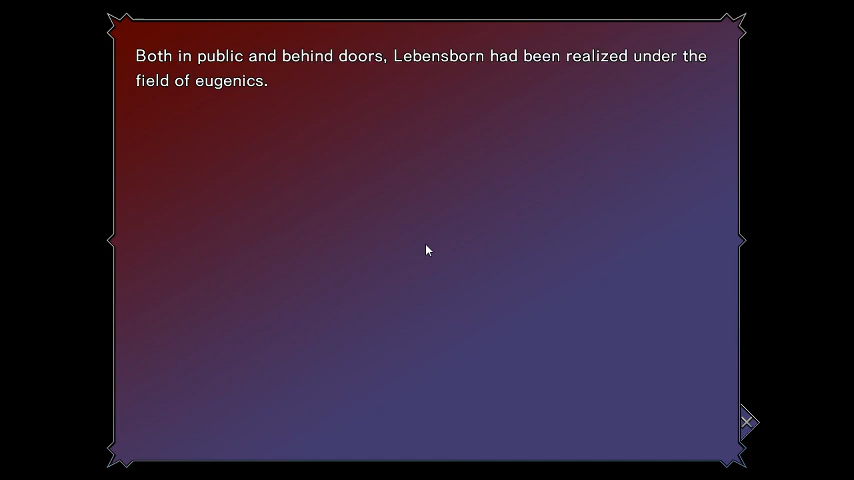 Both in public and behind doors, Lebensborn had been realized under the
field of eugenics.